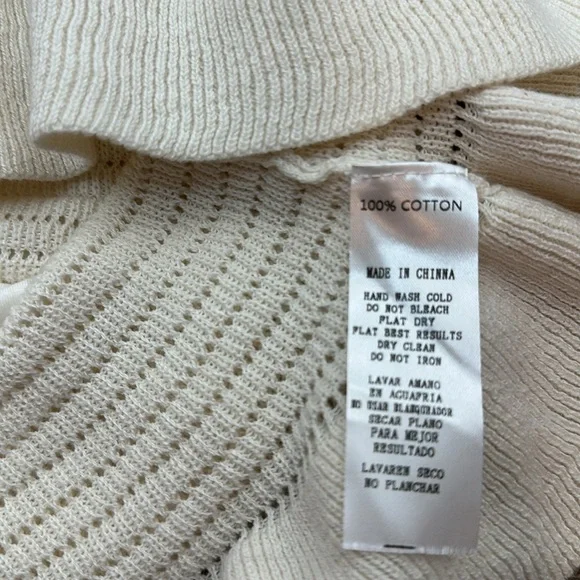 100% COTTON
MADE IN CHINNA
HAND WASH COLD
DO NOT BLEACH
FLAT DRY
FLAT BEST RESULTS
DRY CLEAN
DO NOT IRON
LAVAR AMANO
EN AGUAFRIA
NO USAR BLANQUEADOR
SECAR PLANO
PARA MEJOR
RESULTADO
LAVAREN SECO
NO PLANCHAR